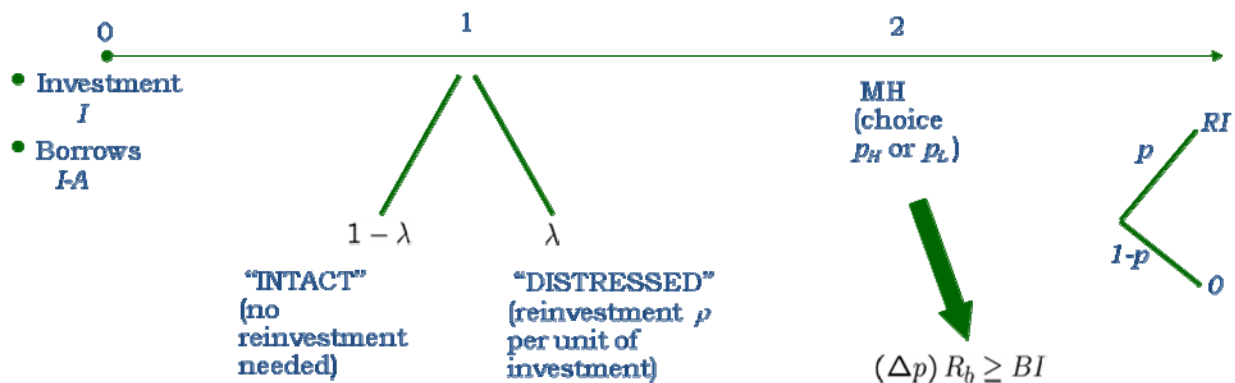 0
1
2
• Investment
I
• Borrows
I-A
1 − λ
λ
"INTACT"
(no
reinvestment
needed)
"DISTRESSED"
(reinvestment ρ
per unit of
investment)
MH
(choice
p_H or p_L)
(Δp) R_b ≥ BI
p
RI
1-p
0